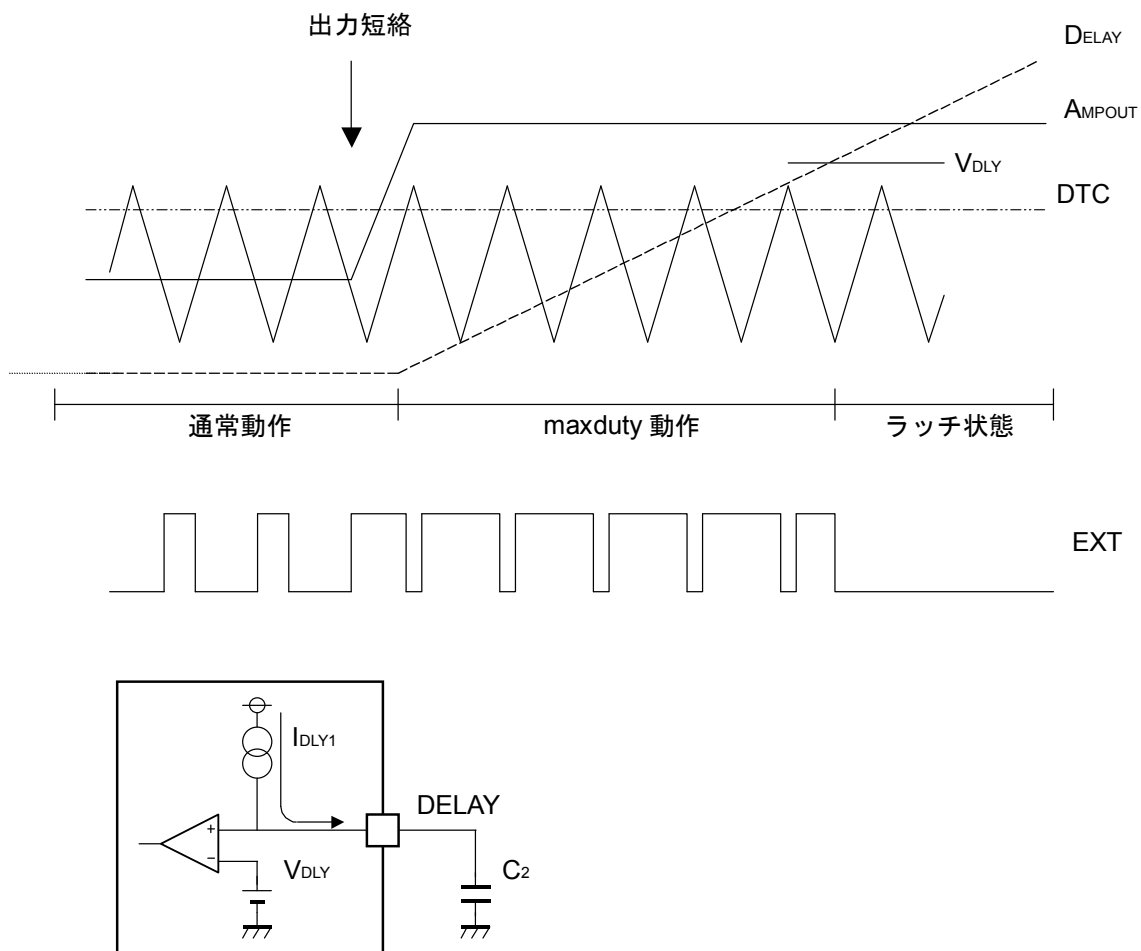 出力短絡
DELAY
AMPOUT
VDLY
DTC
通常動作
maxduty 動作
ラッチ状態
EXT
IDLY1
DELAY
+
−
VDLY
C2